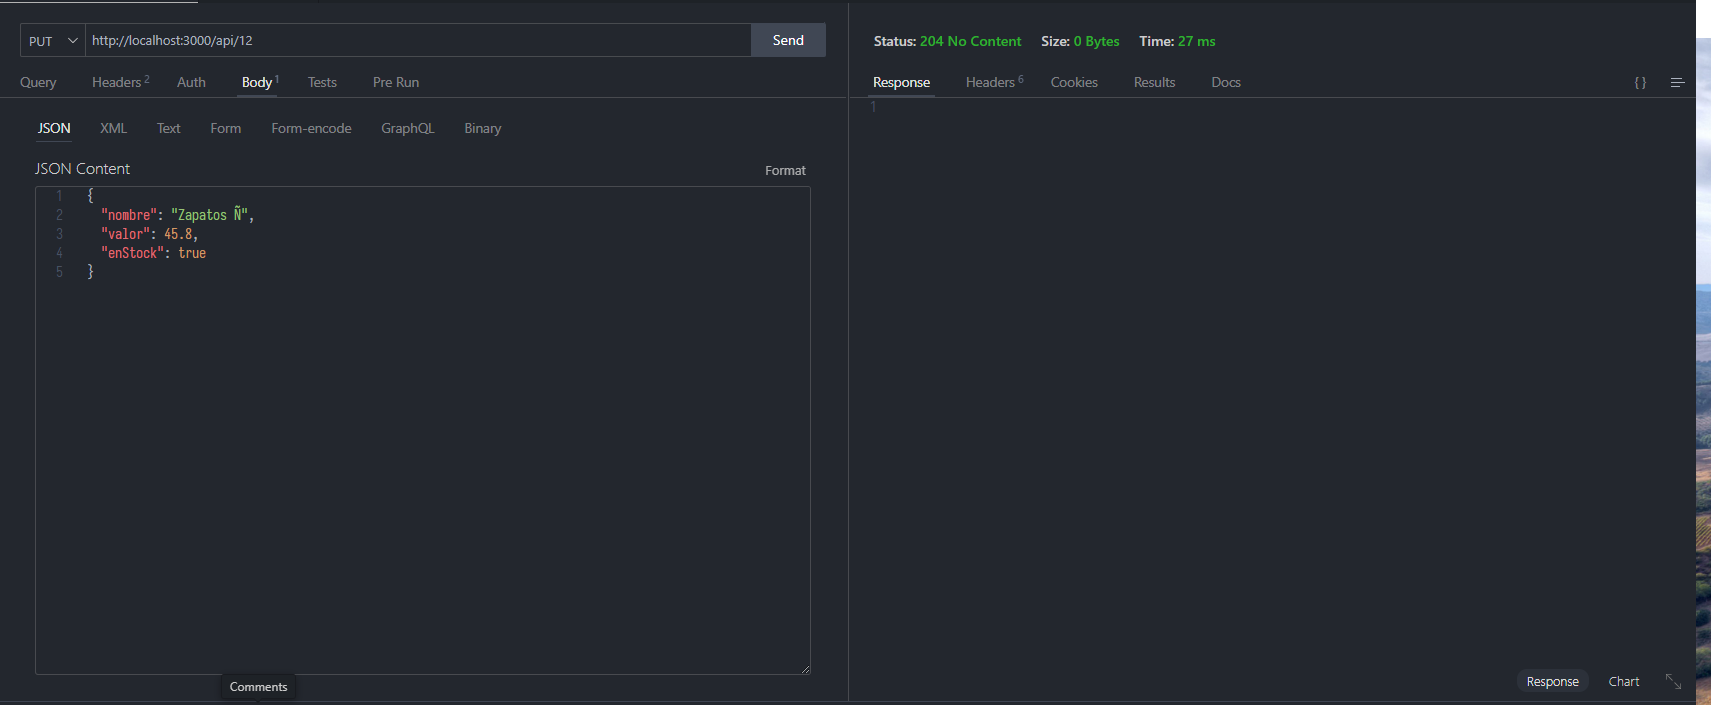 PUT http://localhost:3000/api/12 Send
Query Headers 2 Auth Body 1 Tests Pre Run
JSON XML Text Form Form-encode GraphQL Binary
JSON Content Format
1 {
2 "nombre": "Zapatos Ñ",
3 "valor": 45.8,
4 "enStock": true
5 }
Comments
Status: 204 No Content Size: 0 Bytes Time: 27 ms
Response Headers 6 Cookies Results Docs {}
1
Response Chart